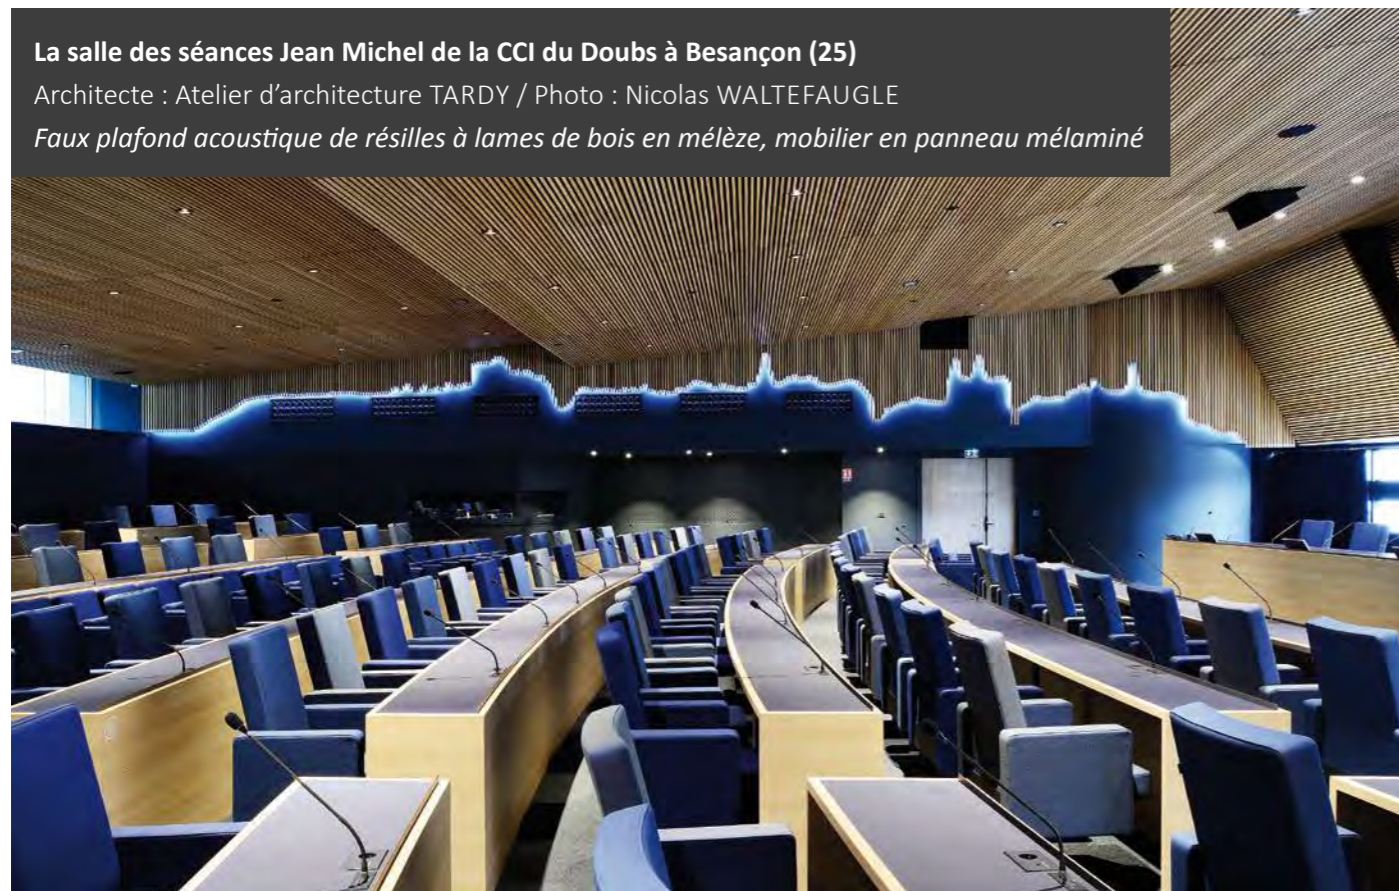 La salle des séances Jean Michel de la CCI du Doubs à Besançon (25)
Architecte : Atelier d’architecture TARDY / Photo : Nicolas WALTEFAUGLE
Faux plafond acoustique de résilles à lames de bois en mélèze, mobilier en panneau mélaminé